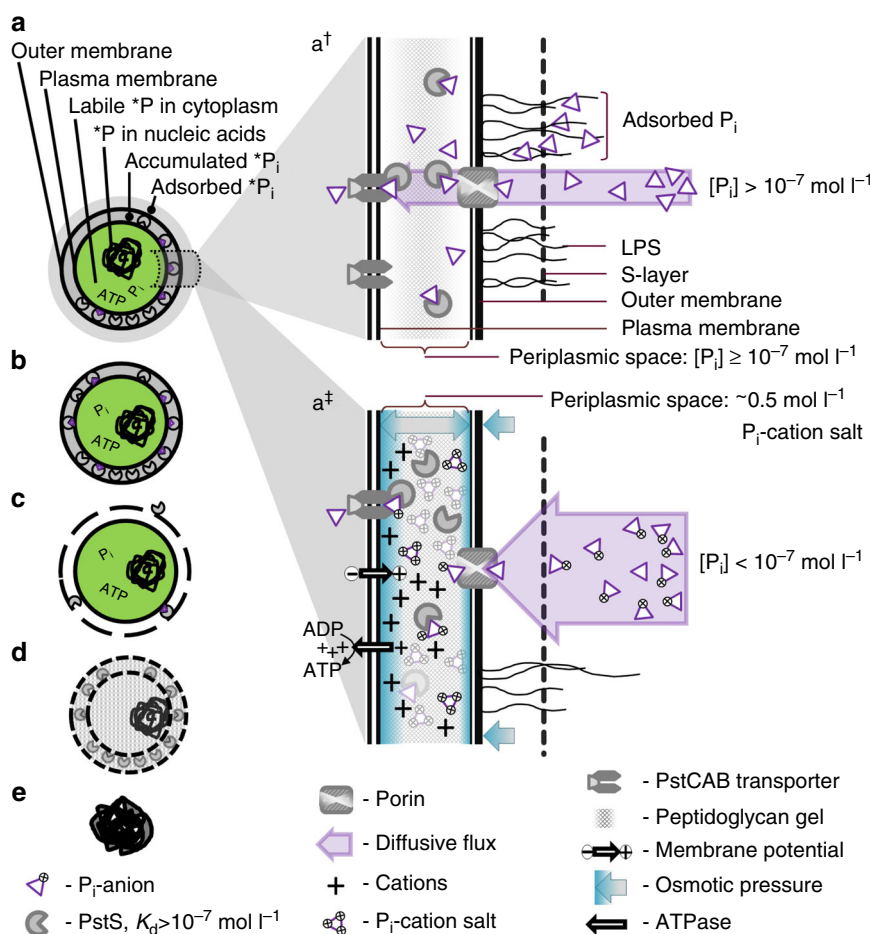 a
Outer membrane
Plasma membrane
Labile *P in cytoplasm
*P in nucleic acids
Accumulated *Pᵢ
Adsorbed *Pᵢ
ATP Pᵢ
a†
Adsorbed Pᵢ
[Pᵢ] > 10⁻⁷ mol l⁻¹
LPS
S-layer
Outer membrane
Plasma membrane
Periplasmic space: [Pᵢ] ≥ 10⁻⁷ mol l⁻¹
b
Pᵢ
ATP
c
Pᵢ
ATP
d
a‡
Periplasmic space: ~0.5 mol l⁻¹
Pᵢ-cation salt
[Pᵢ] < 10⁻⁷ mol l⁻¹
ADP
ATP
e
- Pᵢ-anion
- PstS, K_d>10⁻⁷ mol l⁻¹
- Porin
- Diffusive flux
+ - Cations
- Pᵢ-cation salt
- PstCAB transporter
- Peptidoglycan gel
- Membrane potential
- Osmotic pressure
- ATPase